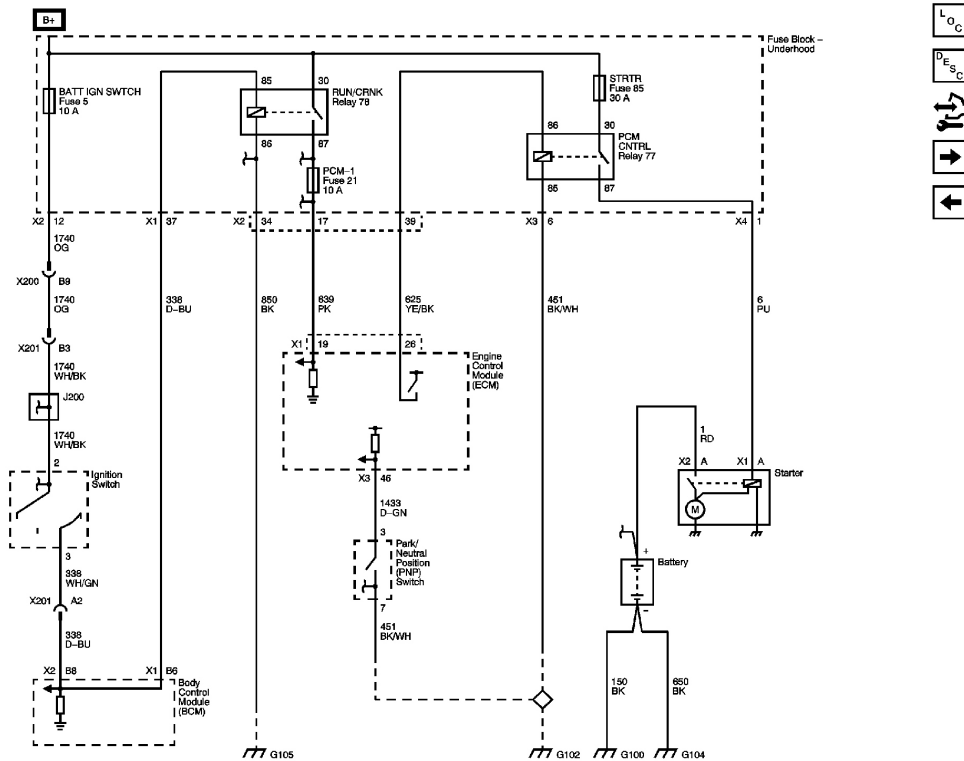 B+
L O C
Fuse Block –
Underhood
D E S C
BATT IGN SWTCH
Fuse 5
10 A
85
30
RUN/CRNK
Relay 78
STRTR
Fuse 85
30 A
86
87
86
30
PCM
CNTRL
Relay 77
PCM–1
Fuse 21
10 A
85
87
X2
12
X1
37
X2
34
17
39
X3
6
X4
1
1740
OG
X200
B9
1740
OG
338
D–BU
850
BK
639
PK
625
YE/BK
451
BK/WH
6
PU
X201
B3
X1
19
26
Engine
Control
Module
(ECM)
1740
WH/BK
J200
1740
WH/BK
1
RD
2
Ignition
Switch
X3
46
X2
A
X1
A
Starter
M
1433
D–GN
3
Park/
Neutral
Position
(PNP)
Switch
3
338
WH/GN
+
Battery
–
X201
A2
7
451
BK/WH
338
D–BU
X2
B8
X1
B6
Body
Control
Module
(BCM)
150
BK
650
BK
G105
G102
G100
G104